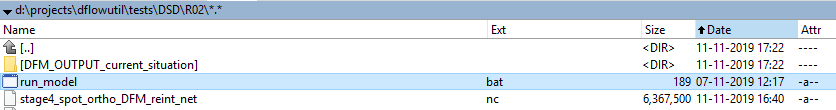 d:\projects\dflowutil\tests\DSD\R02\*.*
Name Ext Size Date Attr
[..] <DIR> 11-11-2019 17:22 ----
[DFM_OUTPUT_current_situation] <DIR> 11-11-2019 17:22 ----
run_model bat 189 07-11-2019 12:17 -a--
stage4_spot_ortho_DFM_reint_net nc 6,367,500 11-11-2019 16:40 -a--